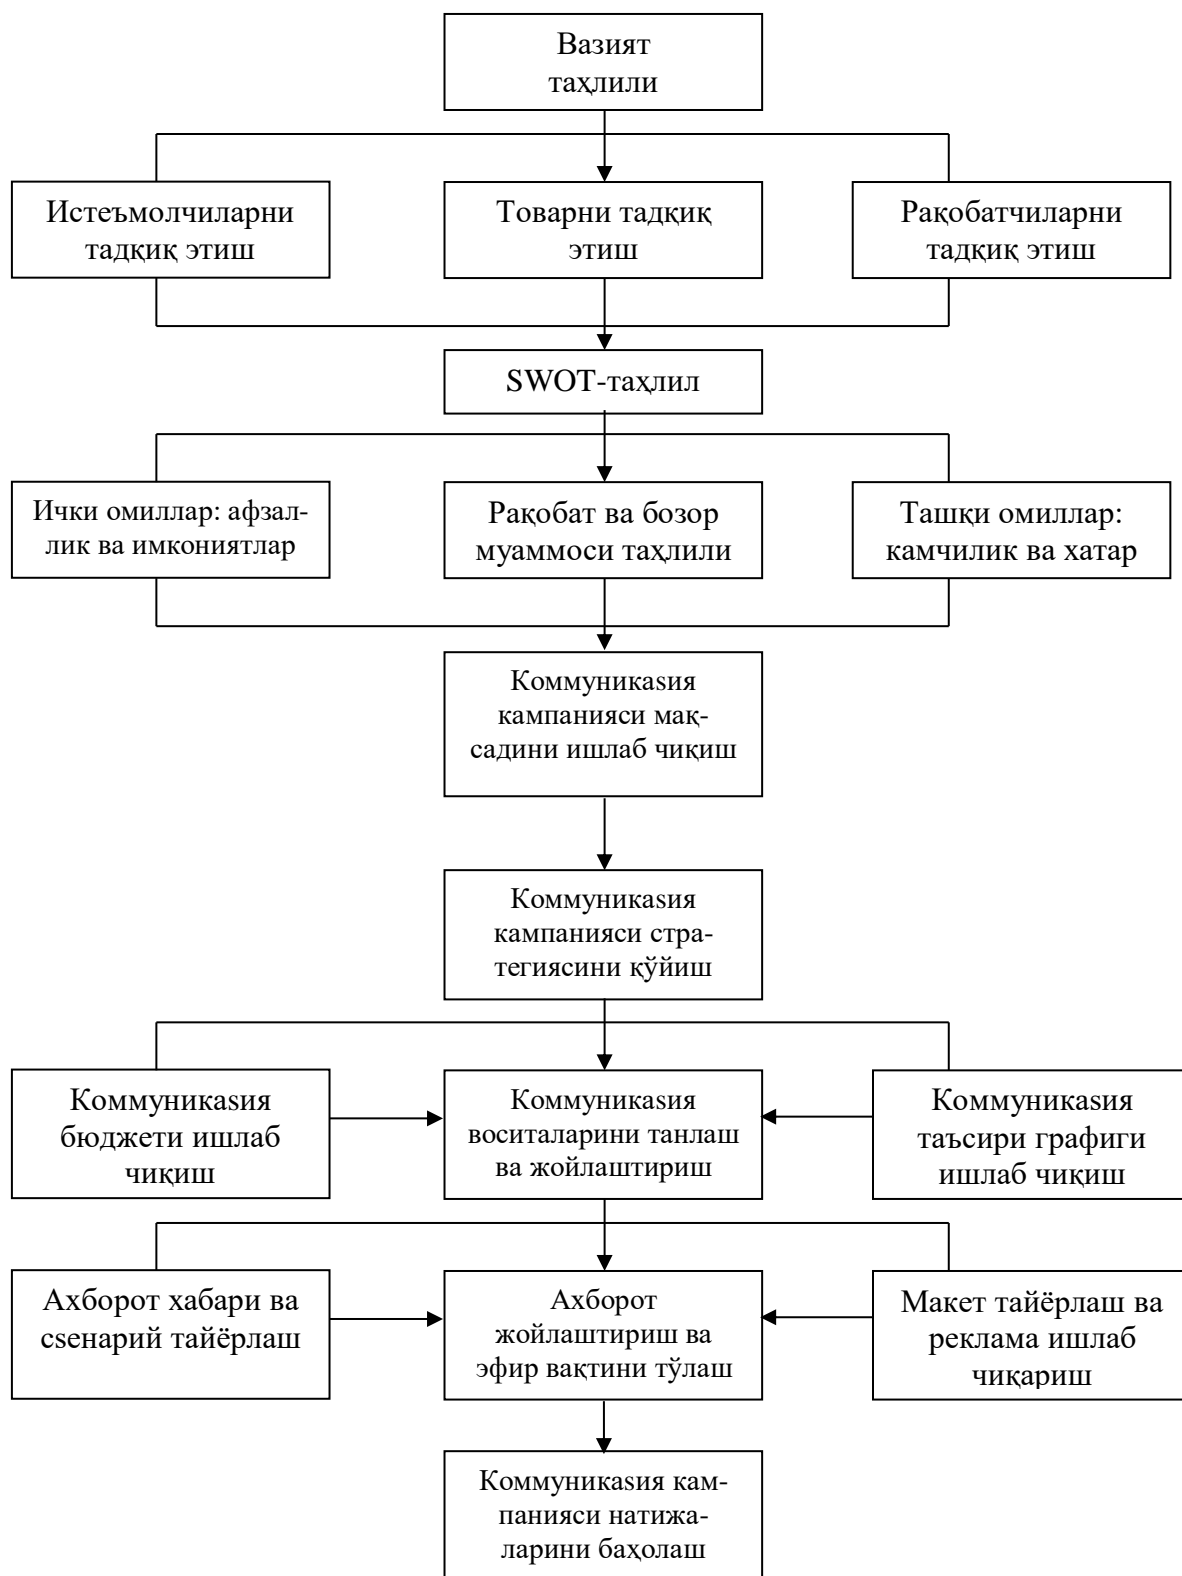 Вазият
таҳлили
Истеъмолчиларни
тадқиқ этиш
Товарни тадқиқ
этиш
Рақобатчиларни
тадқиқ этиш
SWOT-таҳлил
Ички омиллар: афзал-
лик ва имкониятлар
Рақобат ва бозор
муаммоси таҳлили
Ташқи омиллар:
камчилик ва хатар
Коммуникаsия
кампанияси мақ-
садини ишлаб чиқиш
Коммуникаsия
кампанияси стра-
тегиясини қўйиш
Коммуникаsия
бюджети ишлаб
чиқиш
Коммуникаsия
воситаларини танлаш
ва жойлаштириш
Коммуникаsия
таъсири графиги
ишлаб чиқиш
Ахборот хабари ва
сsенарий тайёрлаш
Ахборот
жойлаштириш ва
эфир вақтини тўлаш
Макет тайёрлаш ва
реклама ишлаб
чиқариш
Коммуникаsия кам-
панияси натижа-
ларини баҳолаш